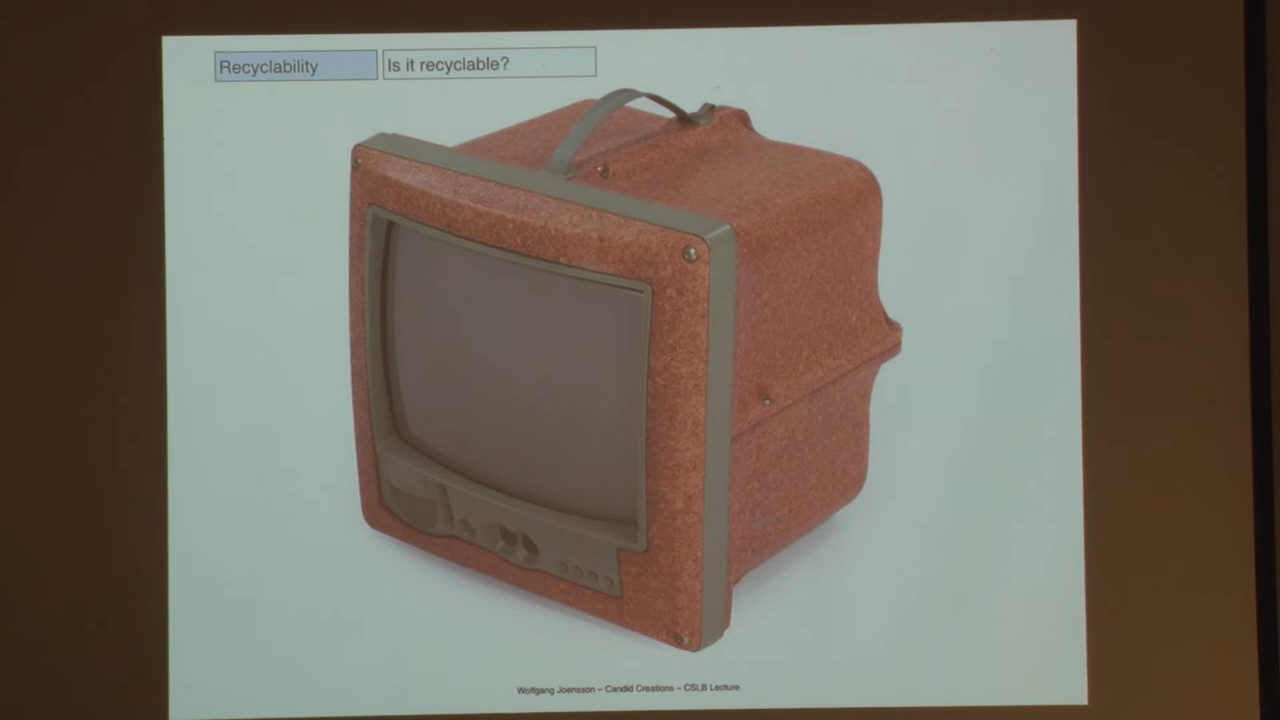 Recyclability
Is it recyclable?
Wolfgang Joensson – Candid Creations – CSLB Lecture